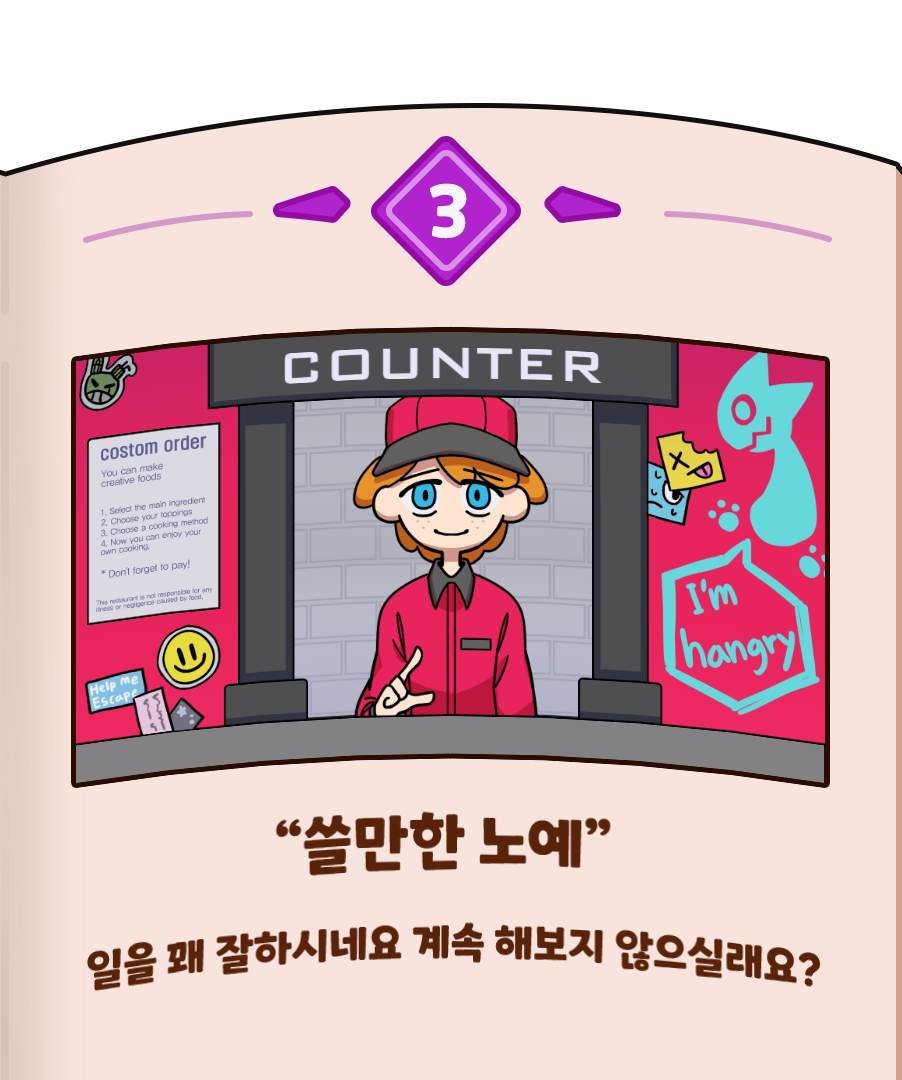 3
COUNTER
costom order
You can make
creative foods
1. Select the main ingredient
2. Choose your toppings
3. Choose a cooking method
4. Now you can enjoy your
own cooking.
* Don't forget to pay!
This restaurant is not responsible for any
illness or negligence caused by food.
Help me
Escape
I'm
hangry
“쓸만한 노예”
일을 꽤 잘하시네요 계속 해보지 않으실래요?